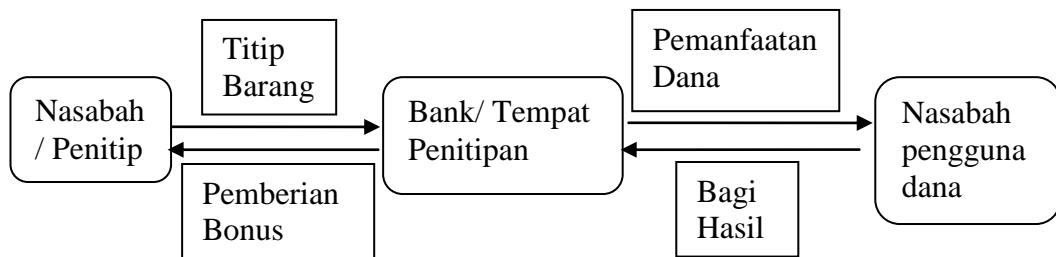 Titip
Barang
Pemanfaatan
Dana
Nasabah
/ Penitip
Bank/ Tempat
Penitipan
Nasabah
pengguna
dana
Pemberian
Bonus
Bagi
Hasil